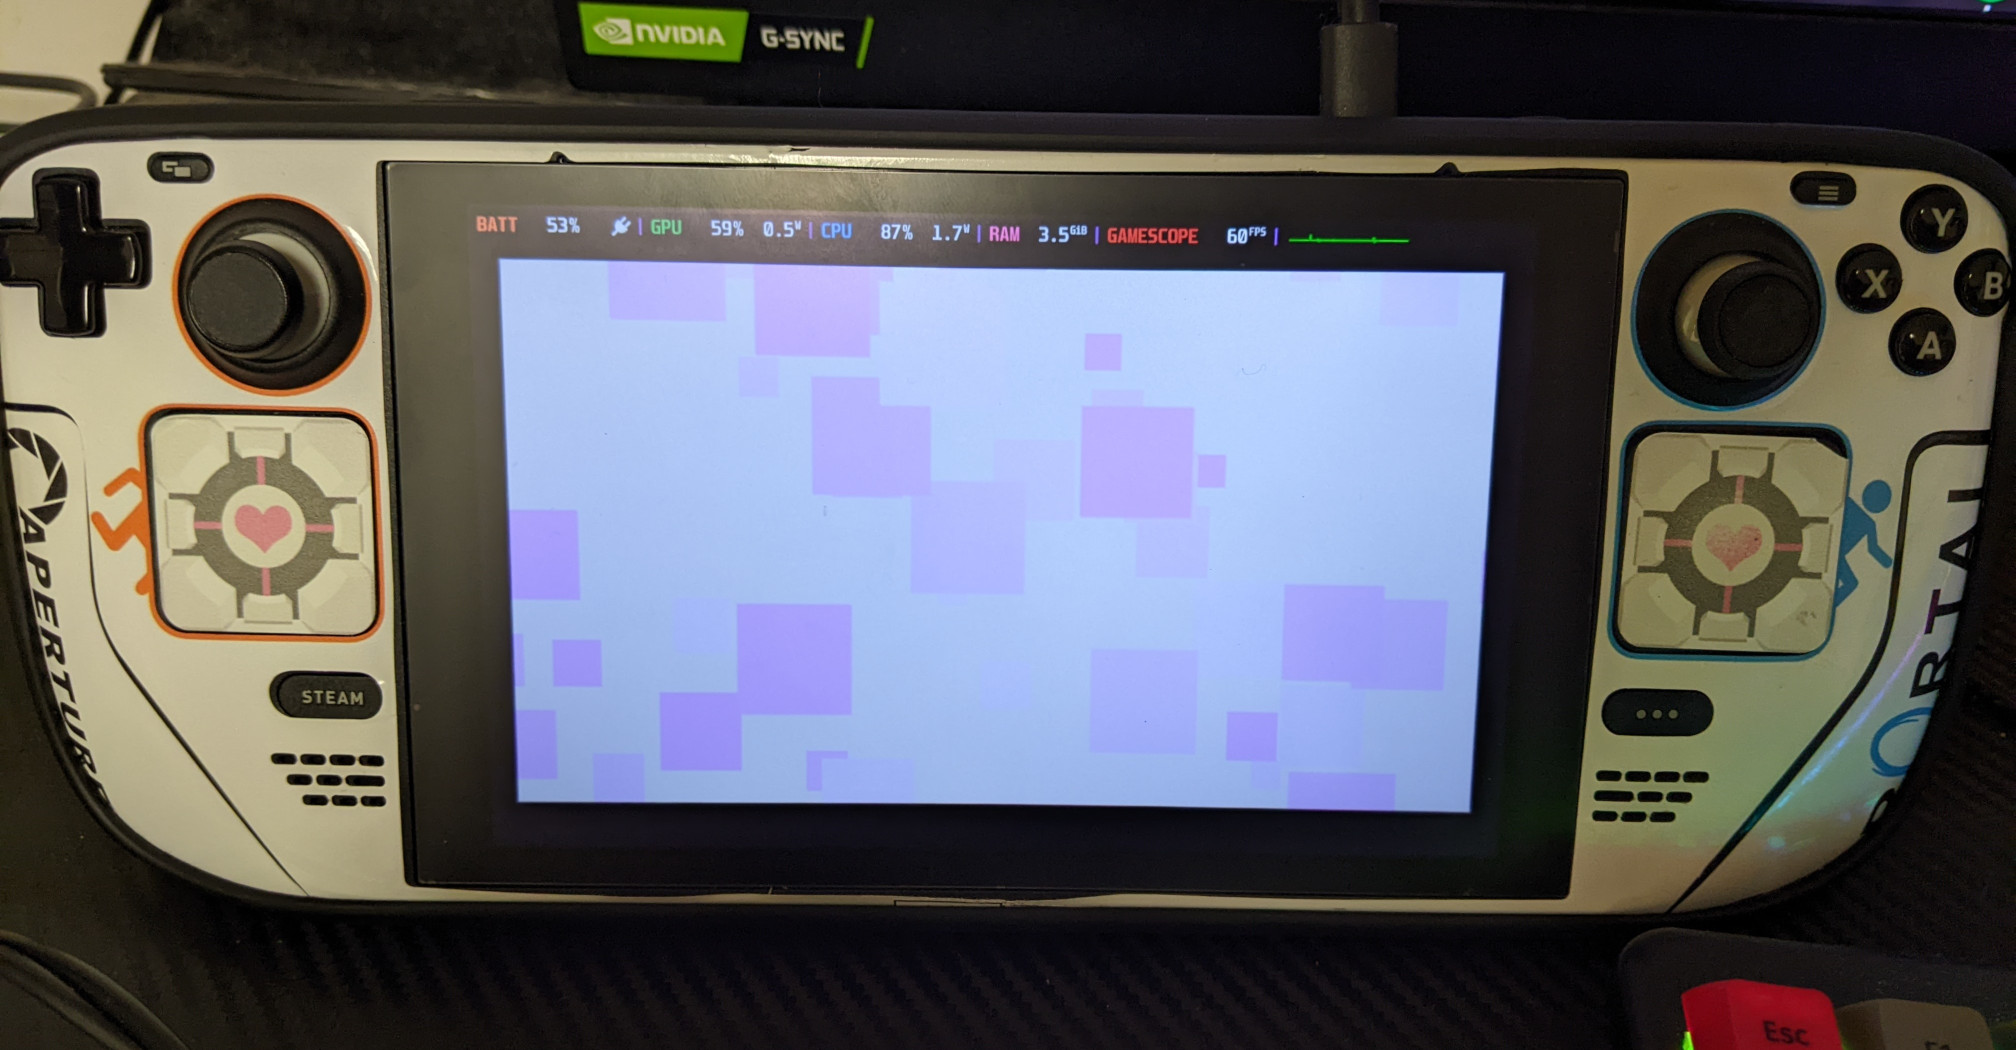 NVIDIA G-SYNC
BATT 53% | GPU 59% 0.5W | CPU 87% 1.7W | RAM 3.5GiB | GAMESCOPE 60FPS |
Y
X
B
A
APERTURE
PORTAL
STEAM
Esc